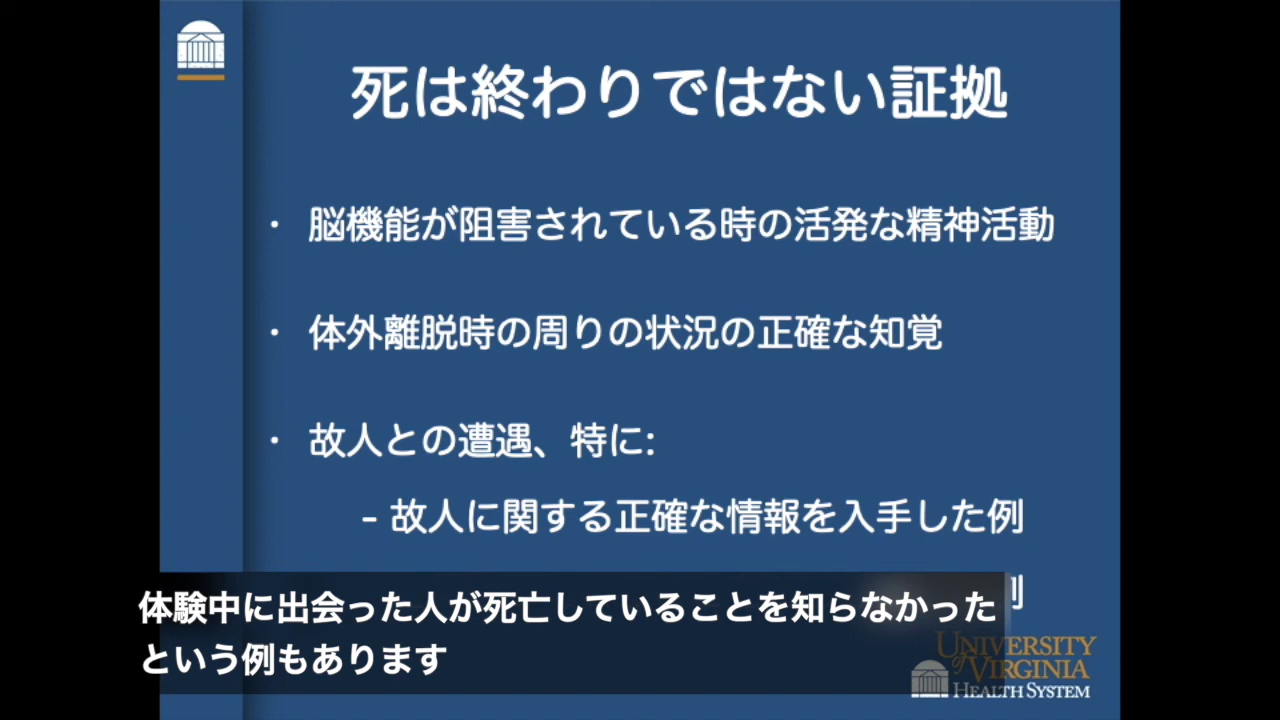 死は終わりではない証拠
・ 脳機能が阻害されている時の活発な精神活動
・ 体外離脱時の周りの状況の正確な知覚
・ 故人との遭遇、特に:
- 故人に関する正確な情報を入手した例
例
体験中に出会った人が死亡していることを知らなかった
という例もあります
UNIVERSITY
of VIRGINIA
HEALTH SYSTEM